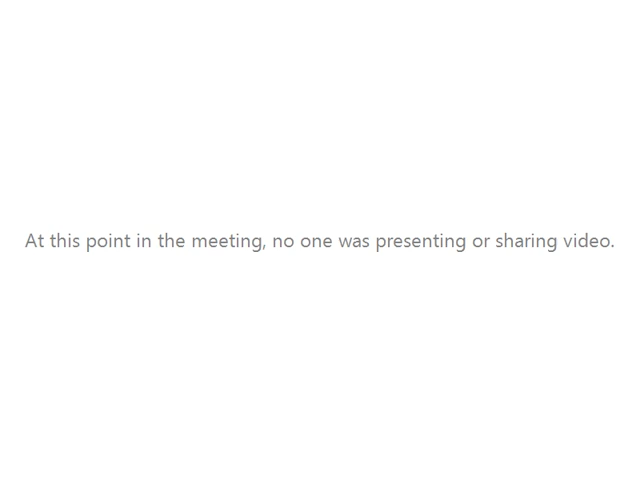 At this point in the meeting, no one was presenting or sharing video.